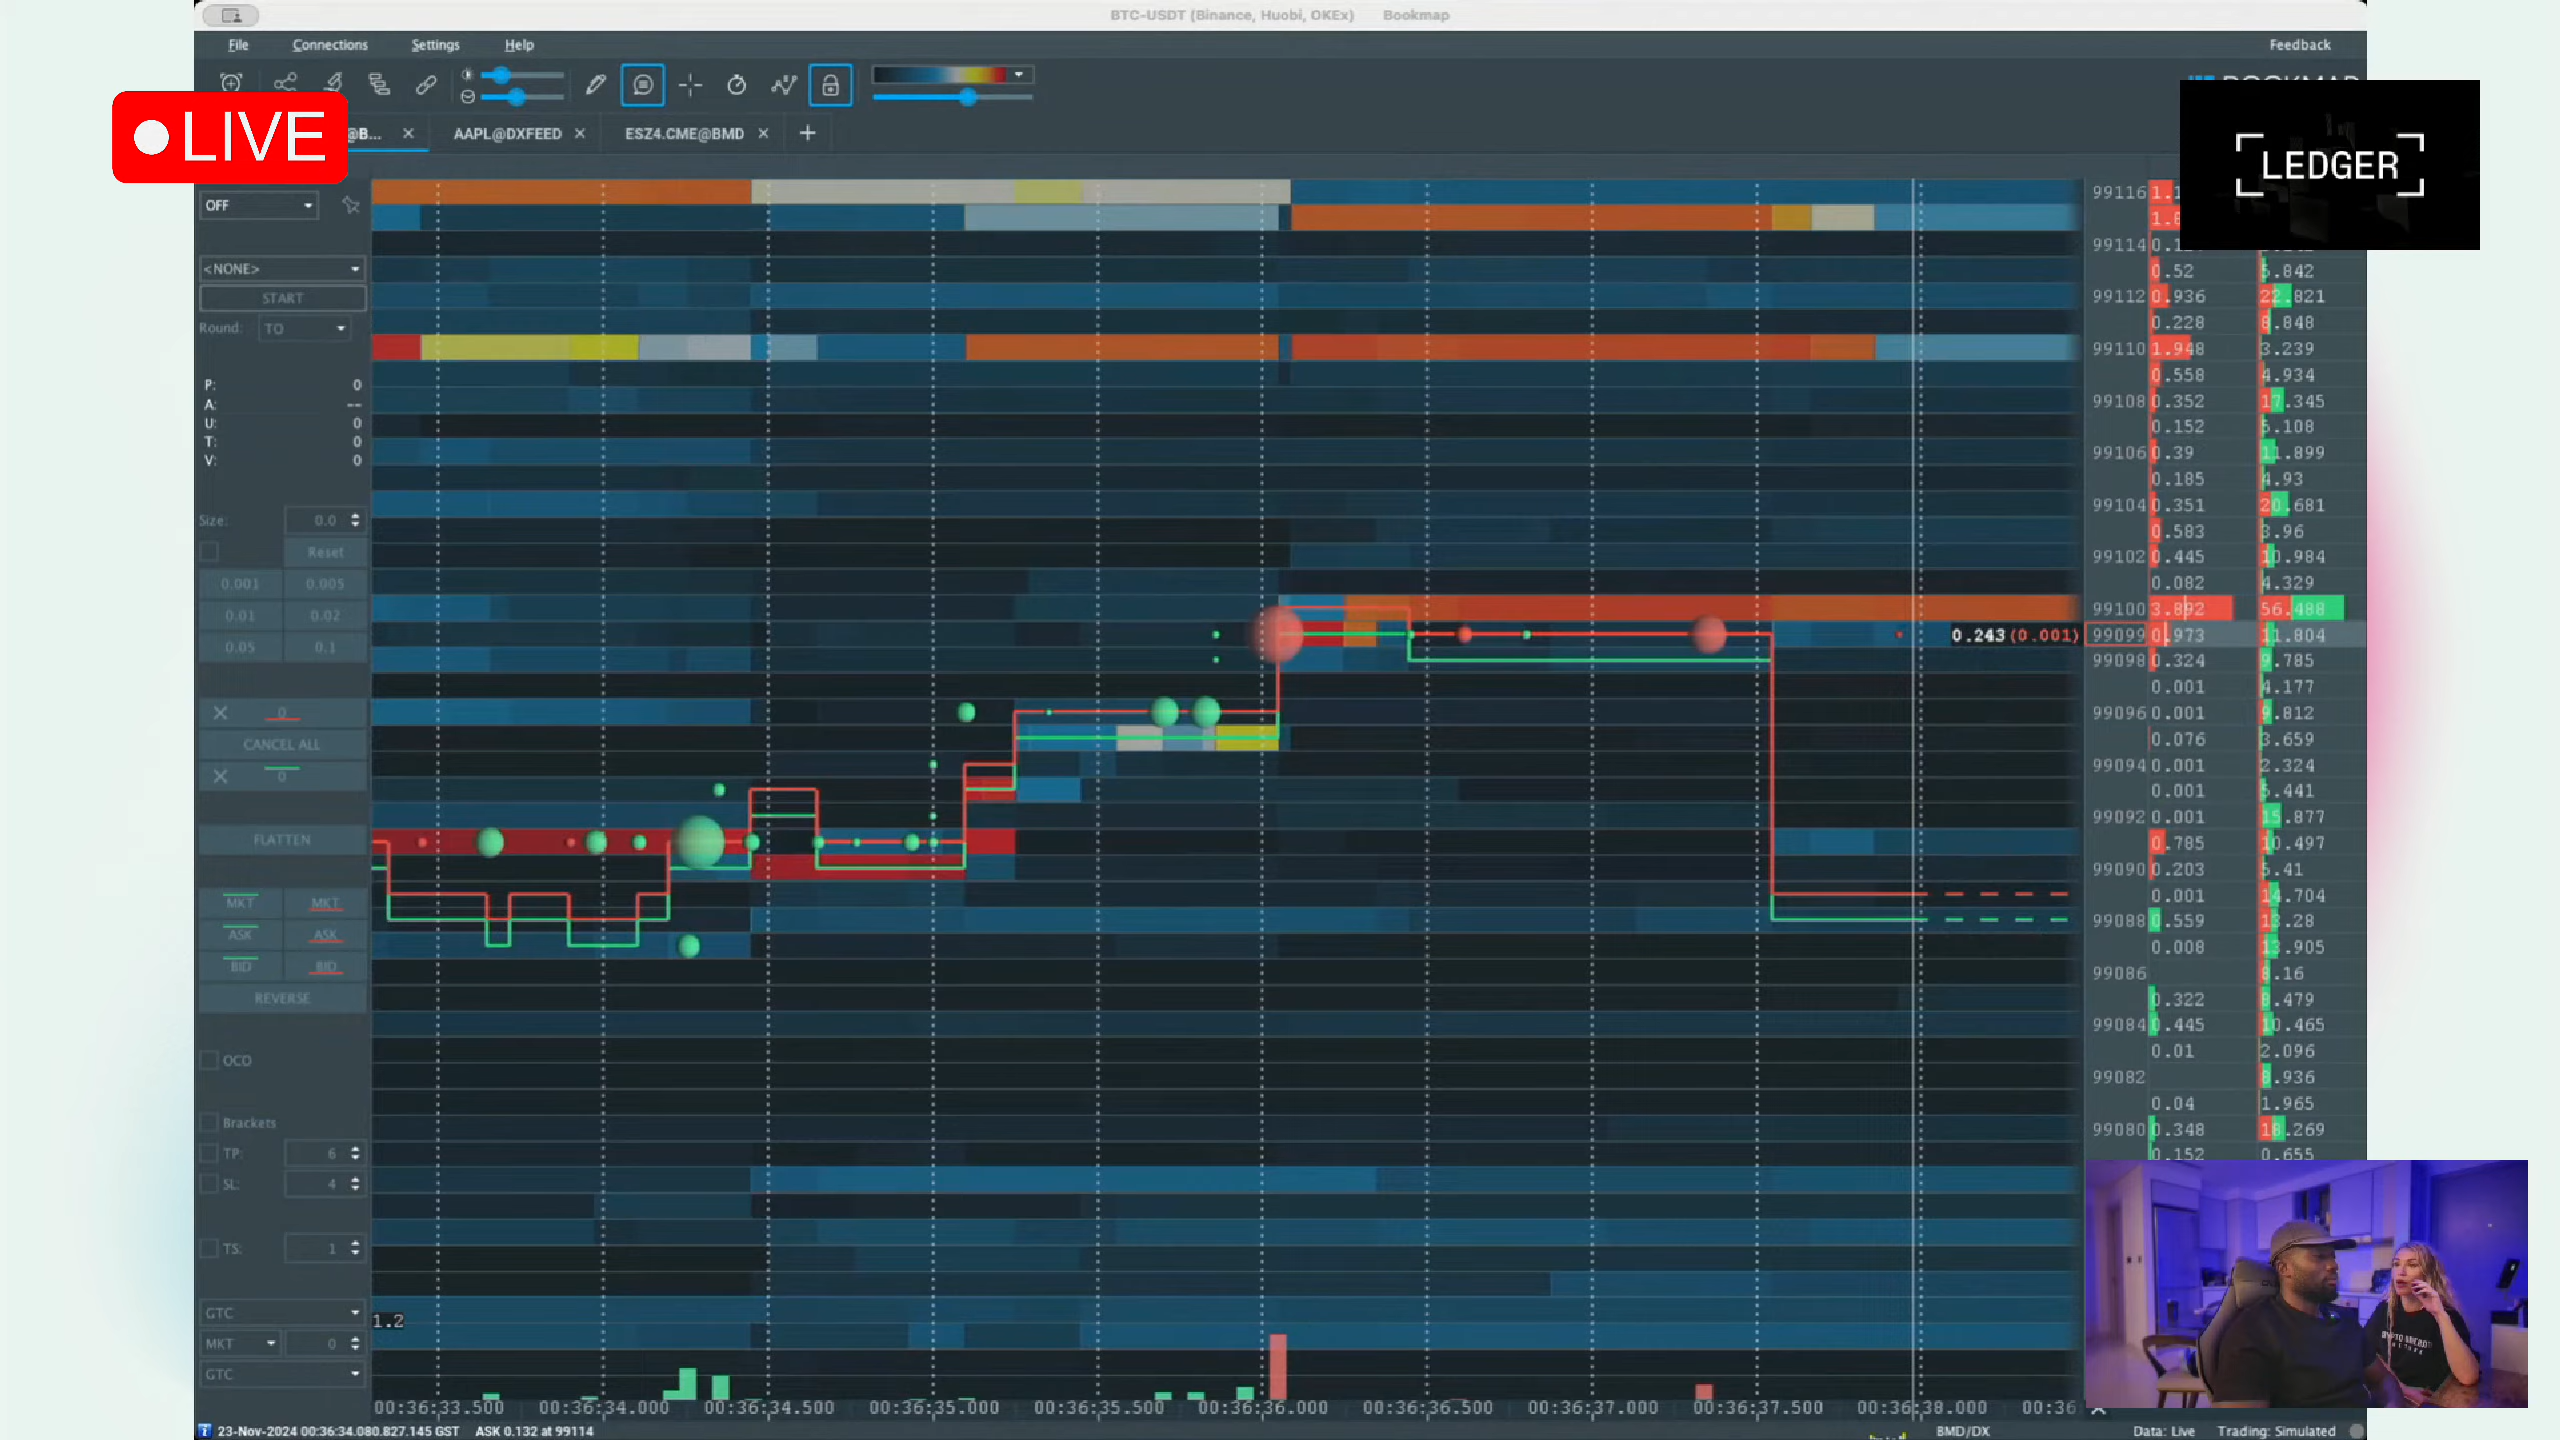 BTC-USDT (Binance, Huobi, OKEx) Bookmap
File Connections Settings Help Feedback
LIVE
@B... AAPL@DXFEED ESZ4.CME@BMD
LEDGER
OFF
<NONE>
START
Round: TO
P: 0
A: --
U: 0
T: 0
V: 0
Size: 0.0
Reset
0.001 0.005
0.01 0.02
0.05 0.1
0
CANCEL ALL
0
FLATTEN
MKT MKT
ASK ASK
BID BID
REVERSE
OCO
Brackets
TP: 6
SL: 4
TS: 1
GTC
MKT 0
GTC
1.2
99116
99114
0.52 5.842
99112 0.936 22.821
0.228 8.848
99110 1.948 3.239
0.558 4.934
99108 0.352 17.345
0.152 5.108
99106 0.39 11.899
0.185 4.93
99104 0.351 20.681
0.583 3.96
99102 0.445 10.984
0.082 4.329
99100 3.892 56.488
0.243(0.001) 99099 0.973 11.804
99098 0.324 9.785
0.001 4.177
99096 0.001 9.812
0.076 3.659
99094 0.001 2.324
0.001 5.441
99092 0.001 15.877
0.785 10.497
99090 0.203 5.41
0.001 14.704
99088 0.559 13.28
0.008 13.905
99086 8.16
0.322 8.479
99084 0.445 10.465
0.01 2.096
99082 8.936
0.04 1.965
99080 0.348 18.269
0.152 0.655
00:36:33.500 00:36:34.000 00:36:34.500 00:36:35.000 00:36:35.500 00:36:36.000 00:36:36.500 00:36:37.000 00:36:37.500 00:36:38.000 00:36
23-Nov-2024 00:36:34.080.827.145 GST ASK 0.132 at 99114 BMD/DX Data: Live Trading: Simulated